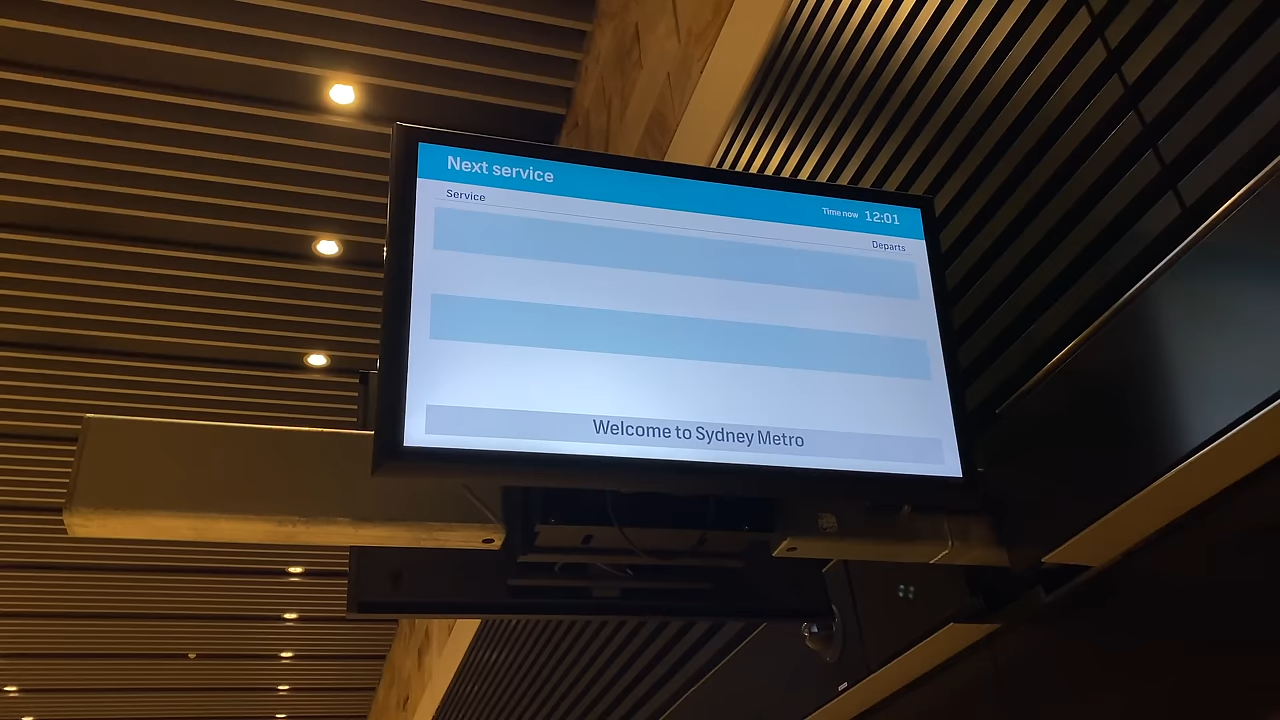 Next service
Time now 12:01
Service
Departs
Welcome to Sydney Metro